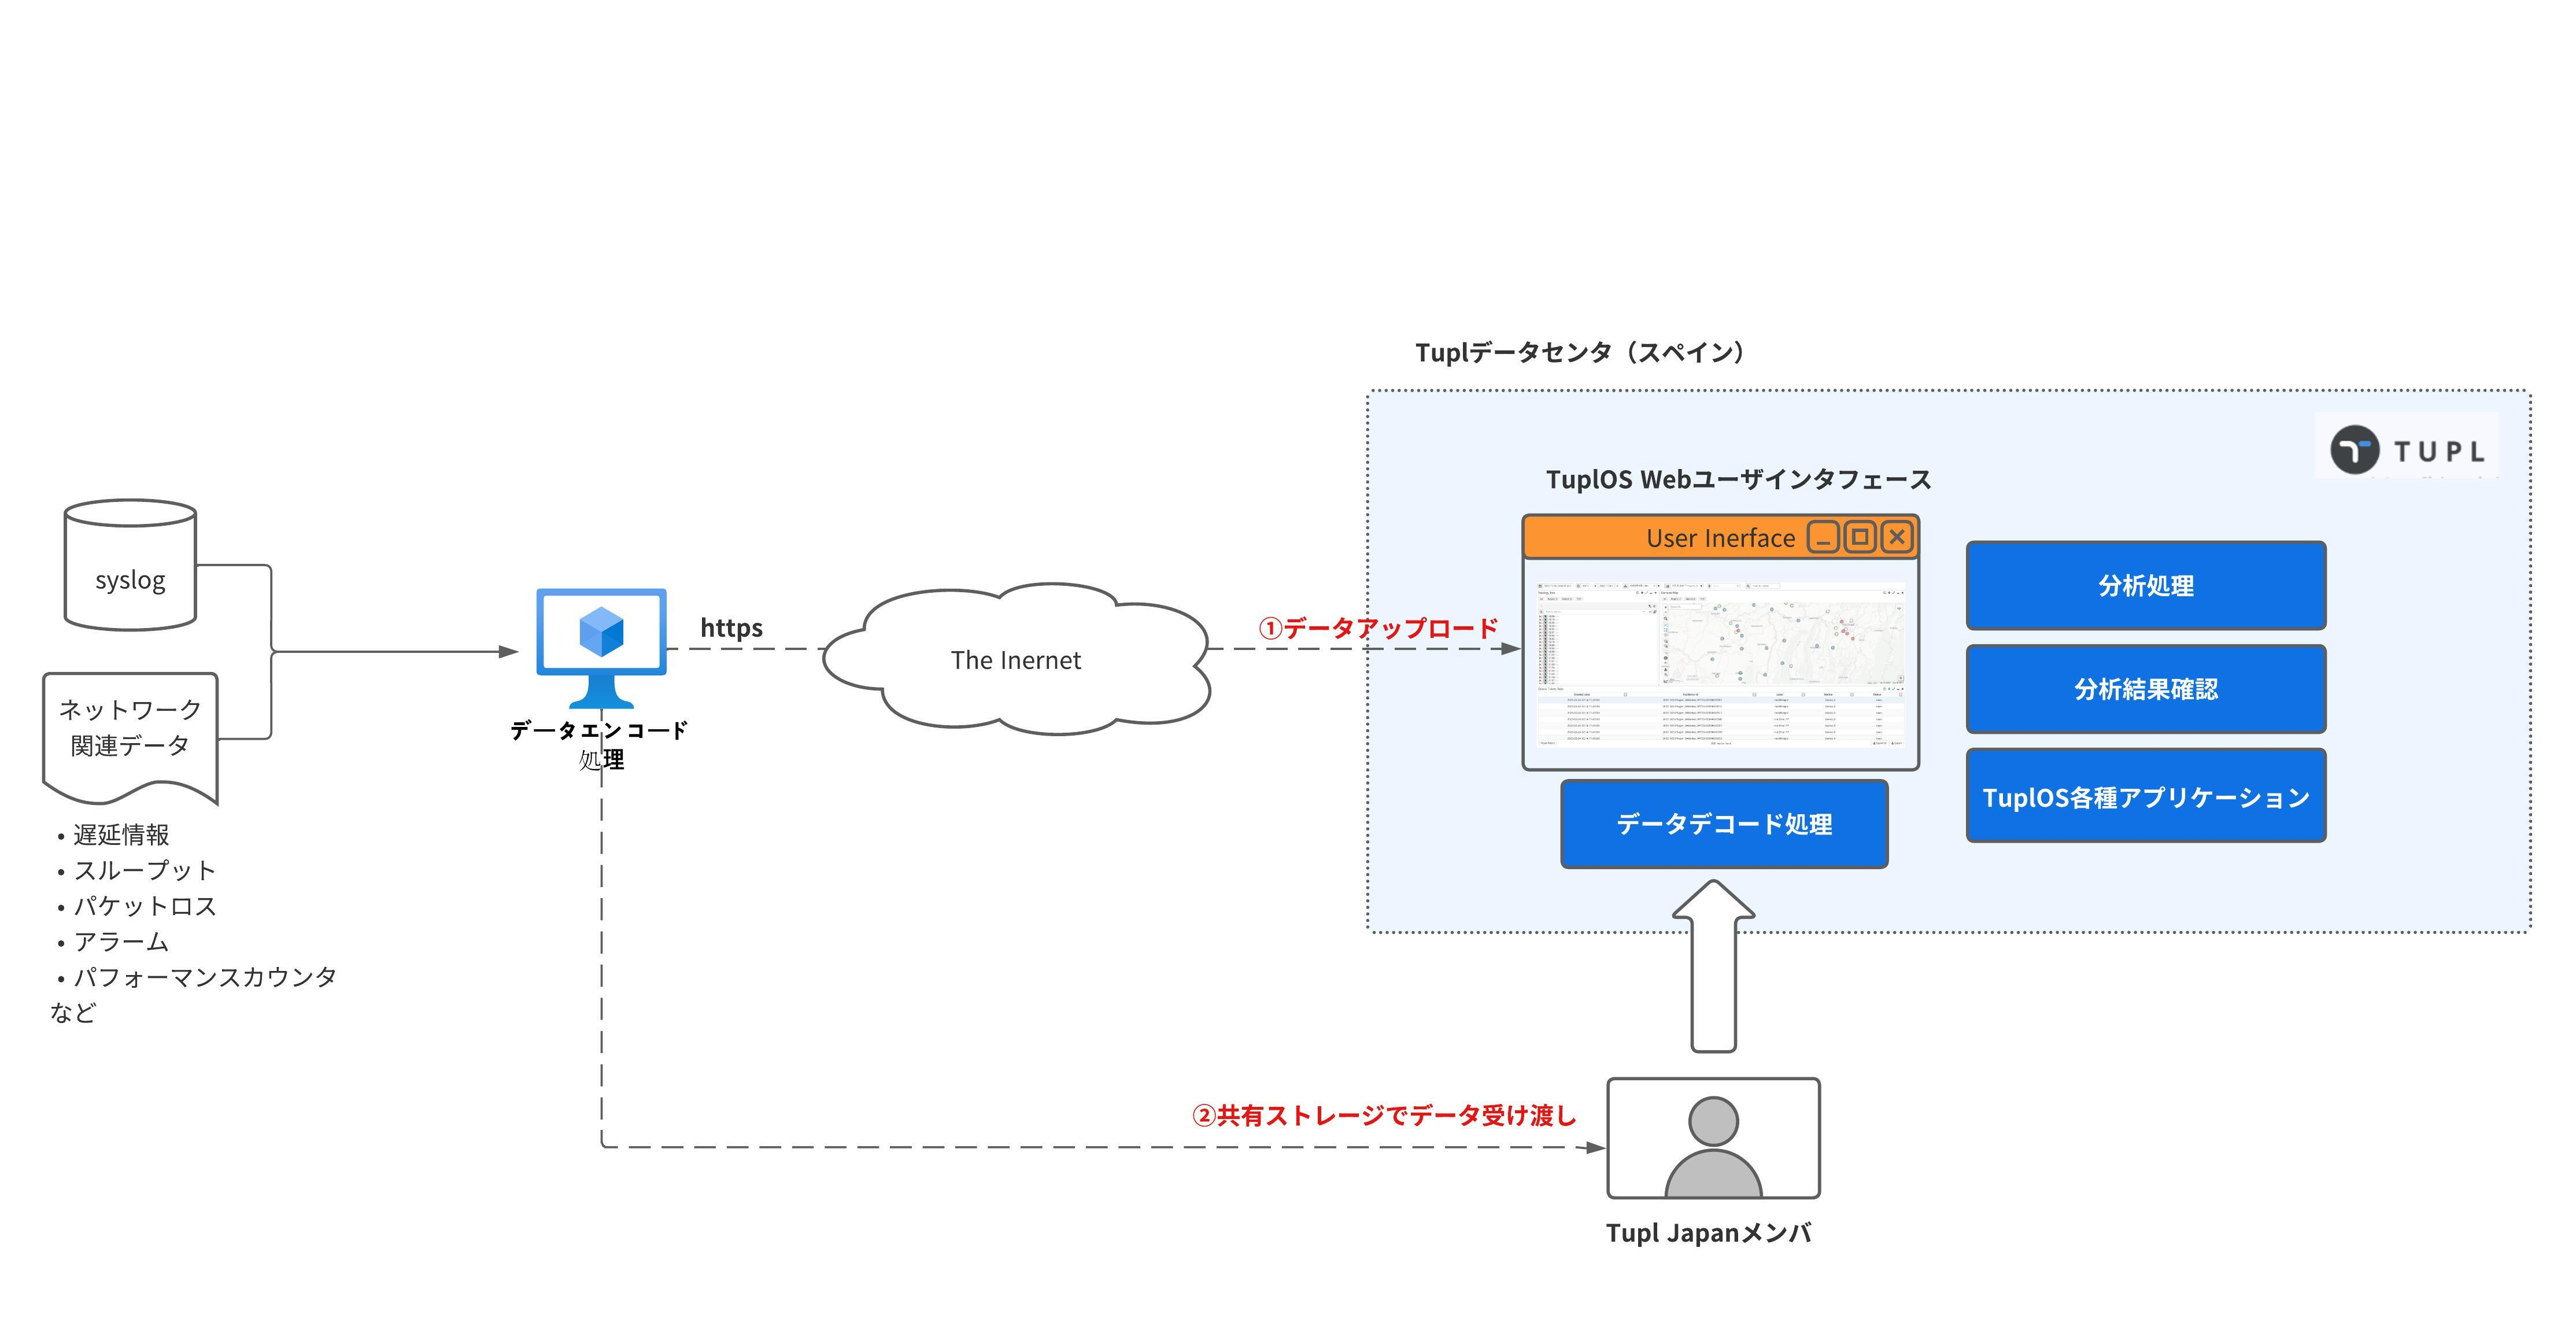 Tuplデータセンタ（スペイン）
TUPL
TuplOS Webユーザインタフェース
User Inerface
syslog
ネットワーク
関連データ
・遅延情報
・スループット
・パケットロス
・アラーム
・パフォーマンスカウンタ
など
データエンコード
処理
https
The Inernet
①データアップロード
分析処理
分析結果確認
TuplOS各種アプリケーション
データデコード処理
②共有ストレージでデータ受け渡し
Tupl Japanメンバ